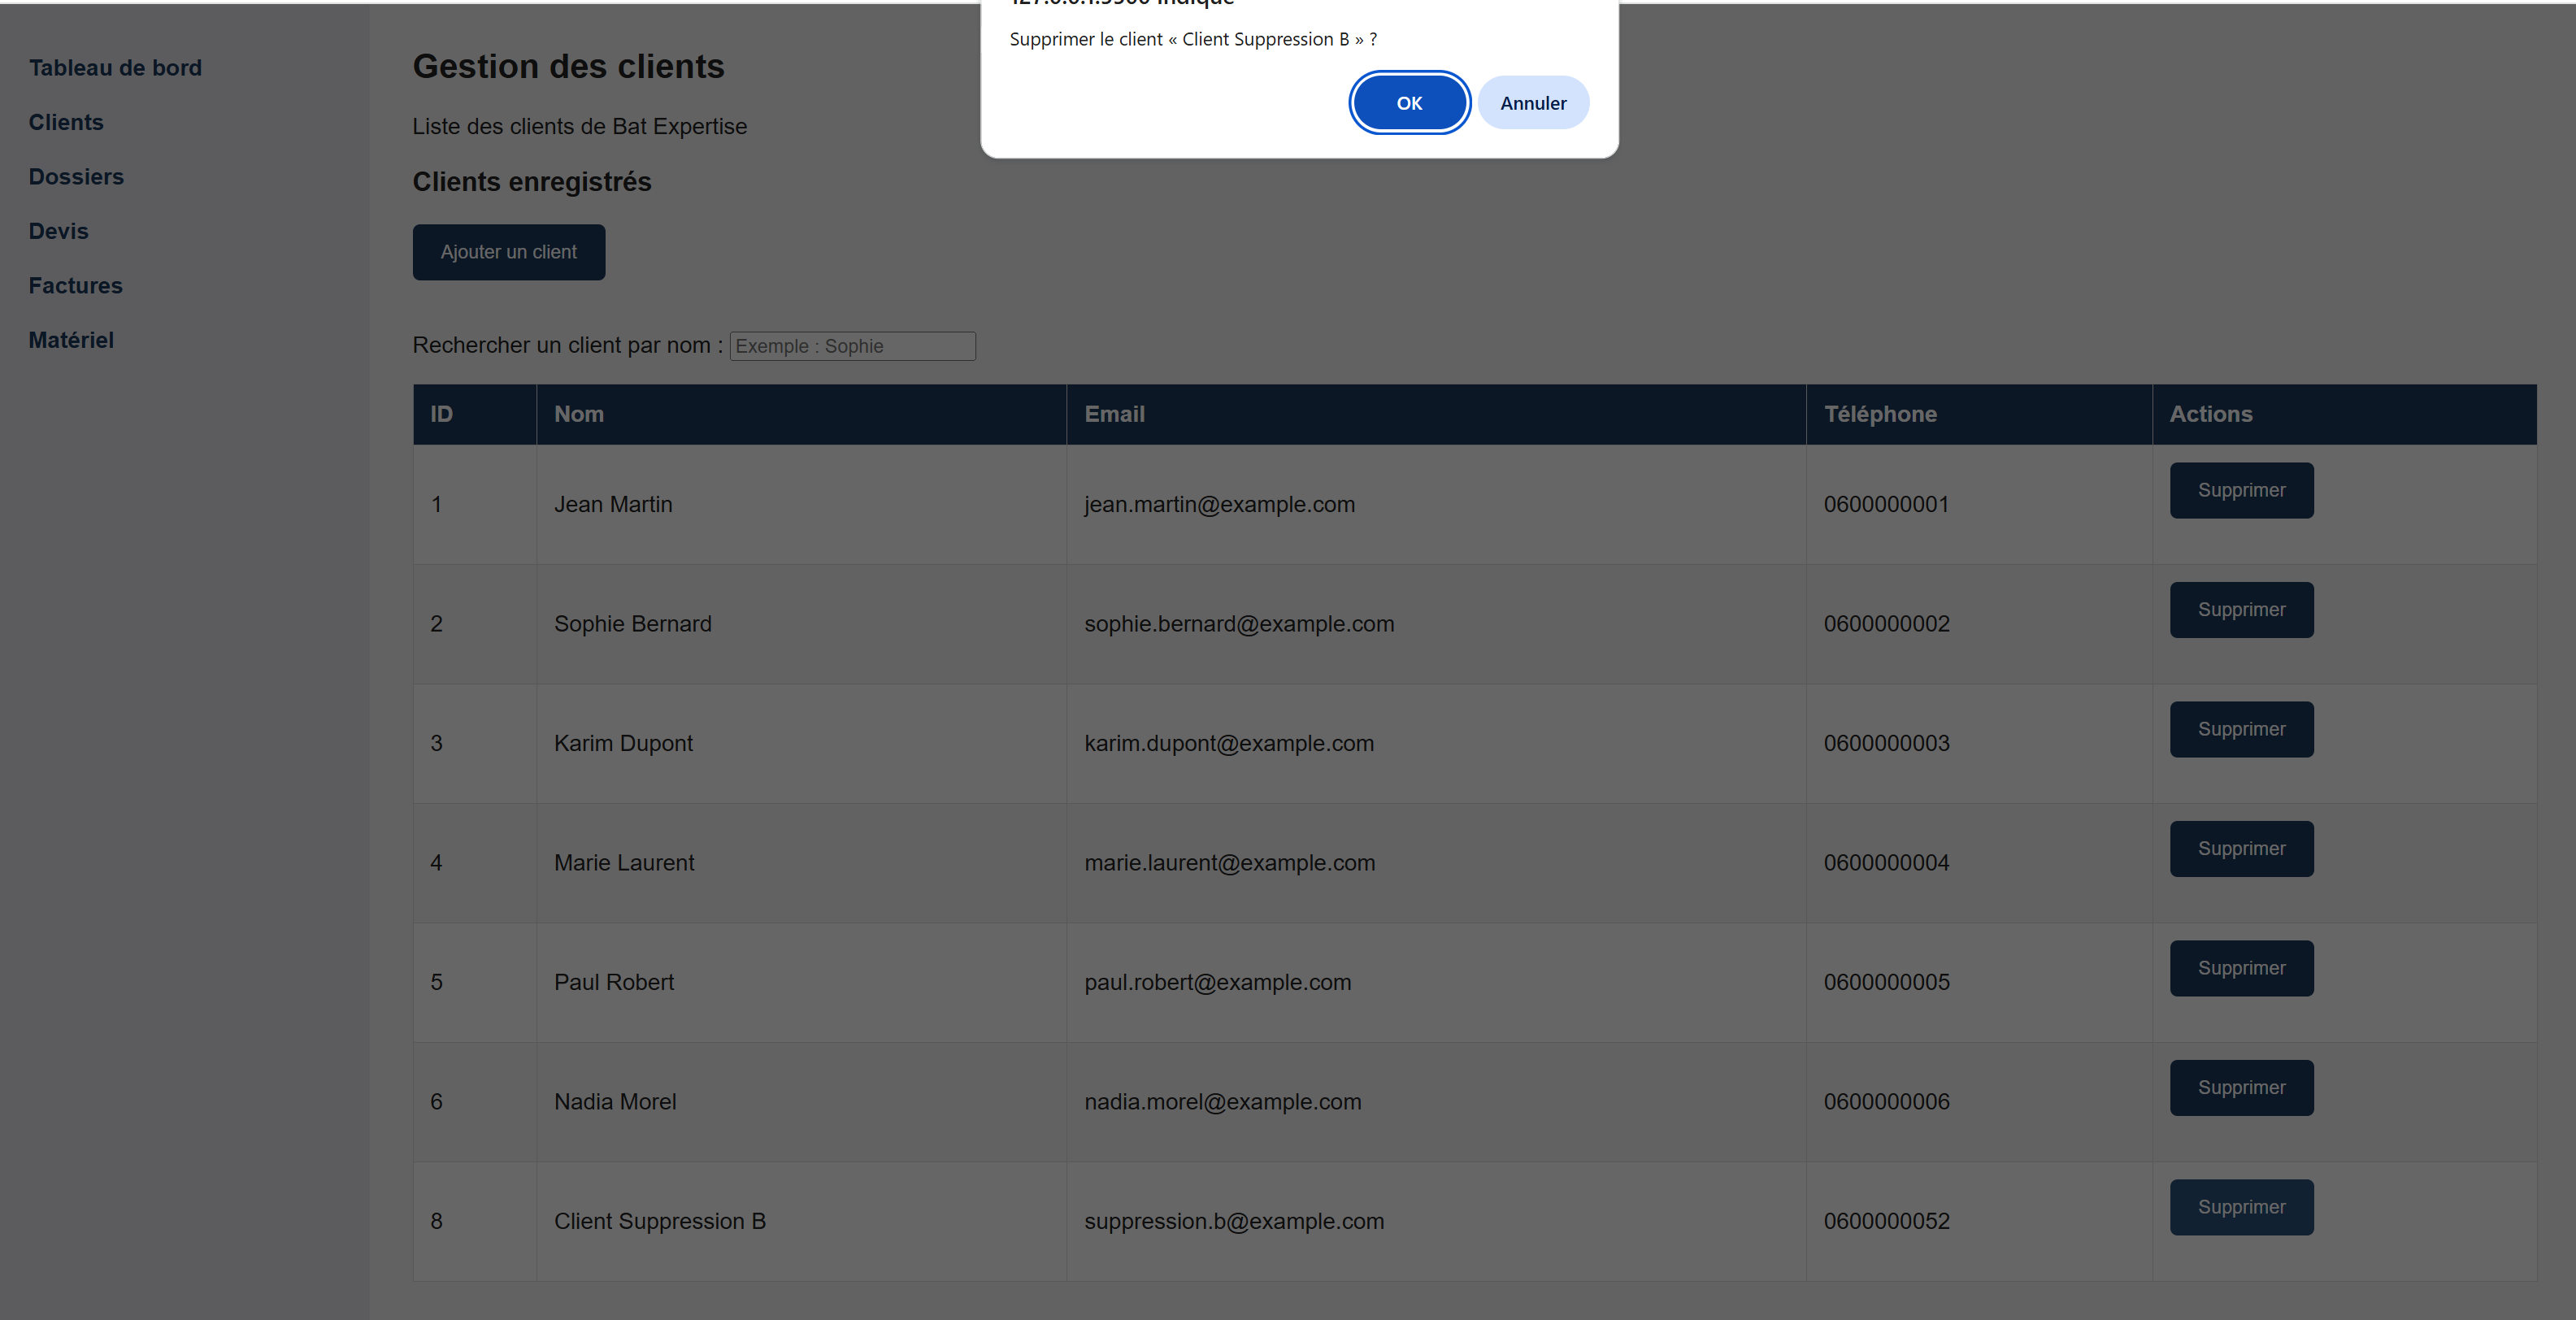 Supprimer le client « Client Suppression B » ?
OK Annuler
Tableau de bord
Clients
Dossiers
Devis
Factures
Matériel
Gestion des clients
Liste des clients de Bat Expertise
Clients enregistrés
Ajouter un client
Rechercher un client par nom : Exemple : Sophie
ID Nom Email Téléphone Actions
1 Jean Martin jean.martin@example.com 0600000001 Supprimer
2 Sophie Bernard sophie.bernard@example.com 0600000002 Supprimer
3 Karim Dupont karim.dupont@example.com 0600000003 Supprimer
4 Marie Laurent marie.laurent@example.com 0600000004 Supprimer
5 Paul Robert paul.robert@example.com 0600000005 Supprimer
6 Nadia Morel nadia.morel@example.com 0600000006 Supprimer
8 Client Suppression B suppression.b@example.com 0600000052 Supprimer